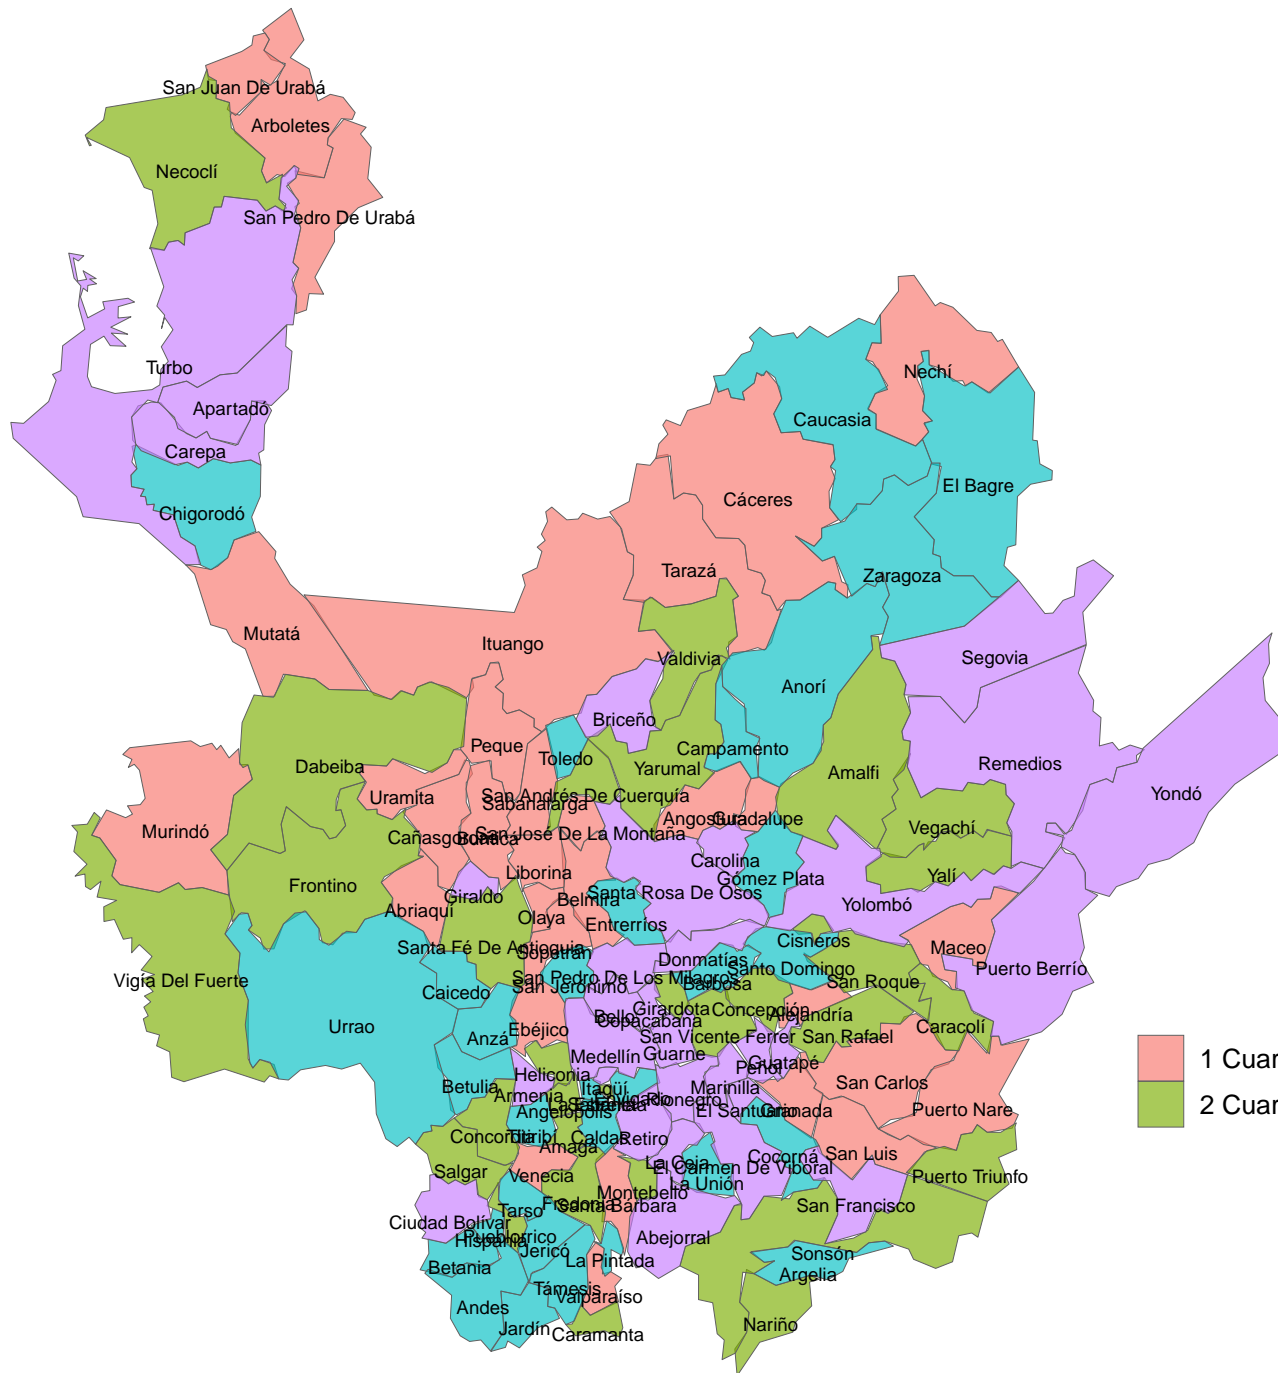 San Juan De Urabá
Arboletes
Necoclí
San Pedro De Urabá
Turbo
Nechí
Apartadó
Caucasia
Carepa
El Bagre
Cáceres
Chigorodó
Tarazá
Zaragoza
Mutatá
Ituango
Valdivia
Segovia
Anorí
Briceño
Peque
Campamento
Toledo
Remedios
Dabeiba
Yarumal
Amalfi
Yondó
Uramita
San Andrés De Cuerquía
Sabanalarga
Angostura
Guadalupe
Vegachí
Murindó
Cañasgordas
Buriticá
San José De La Montaña
Carolina
Liborina
Gómez Plata
Yalí
Frontino
Giraldo
Santa Rosa De Osos
Belmira
Yolombó
Abriaquí
Olaya
Entrerríos
Cisneros
Santa Fé De Antioquia
Maceo
Sopetrán
Donmatías
Santo Domingo
Puerto Berrío
Vigía Del Fuerte
San Pedro De Los Milagros
Barbosa
San Roque
San Jerónimo
Caicedo
Girardota
Concepción
Alejandría
Bello
Copacabana
Urrao
Ebéjico
Anzá
San Vicente Ferrer
San Rafael
Caracolí
Medellín
Guarne
Guatapé
Peñol
Heliconia
Betulia
Armenia
Itagüí
Marinilla
San Carlos
Envigado
Rionegro
La Estrella
Sabaneta
Angelópolis
El Santuario
Granada
Puerto Nare
Concordia
Titiribí
Caldas
Retiro
Amagá
San Luis
Cocorná
La Ceja
El Carmen De Viboral
Salgar
Venecia
La Unión
Puerto Triunfo
Montebello
Fredonia
Santa Bárbara
San Francisco
Tarso
Ciudad Bolívar
Pueblorrico
Hispania
Abejorral
Jericó
Sonsón
La Pintada
Betania
Argelia
Támesis
Valparaíso
Andes
Jardín
Nariño
Caramanta
1 Cuar
2 Cuar